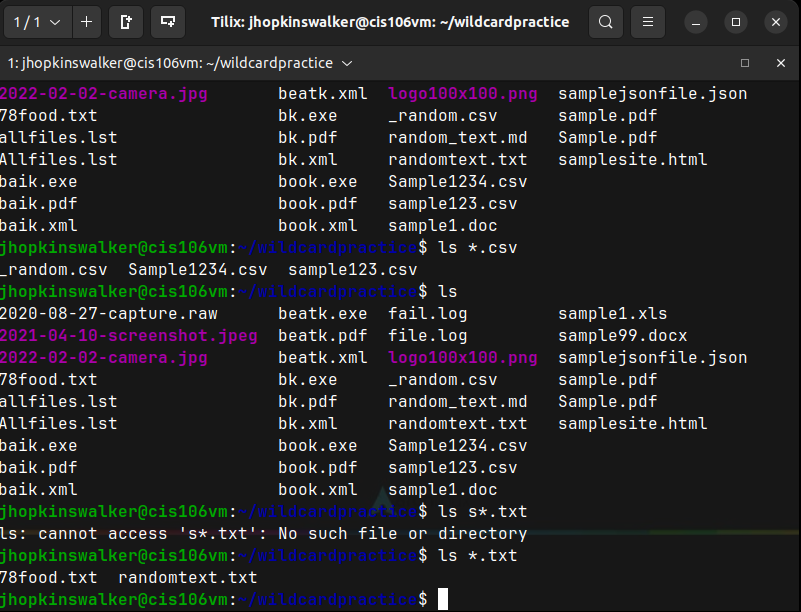 1 / 1 Tilix: jhopkinswalker@cis106vm: ~/wildcardpractice
1: jhopkinswalker@cis106vm: ~/wildcardpractice
2022-02-02-camera.jpg beatk.xml logo100x100.png samplejsonfile.json
78food.txt bk.exe _random.csv sample.pdf
allfiles.lst bk.pdf random_text.md Sample.pdf
Allfiles.lst bk.xml randomtext.txt samplesite.html
baik.exe book.exe Sample1234.csv
baik.pdf book.pdf sample123.csv
baik.xml book.xml sample1.doc
jhopkinswalker@cis106vm:~/wildcardpractice$ ls *.csv
_random.csv Sample1234.csv sample123.csv
jhopkinswalker@cis106vm:~/wildcardpractice$ ls
2020-08-27-capture.raw beatk.exe fail.log sample1.xls
2021-04-10-screenshot.jpeg beatk.pdf file.log sample99.docx
2022-02-02-camera.jpg beatk.xml logo100x100.png samplejsonfile.json
78food.txt bk.exe _random.csv sample.pdf
allfiles.lst bk.pdf random_text.md Sample.pdf
Allfiles.lst bk.xml randomtext.txt samplesite.html
baik.exe book.exe Sample1234.csv
baik.pdf book.pdf sample123.csv
baik.xml book.xml sample1.doc
jhopkinswalker@cis106vm:~/wildcardpractice$ ls s*.txt
ls: cannot access 's*.txt': No such file or directory
jhopkinswalker@cis106vm:~/wildcardpractice$ ls *.txt
78food.txt randomtext.txt
jhopkinswalker@cis106vm:~/wildcardpractice$